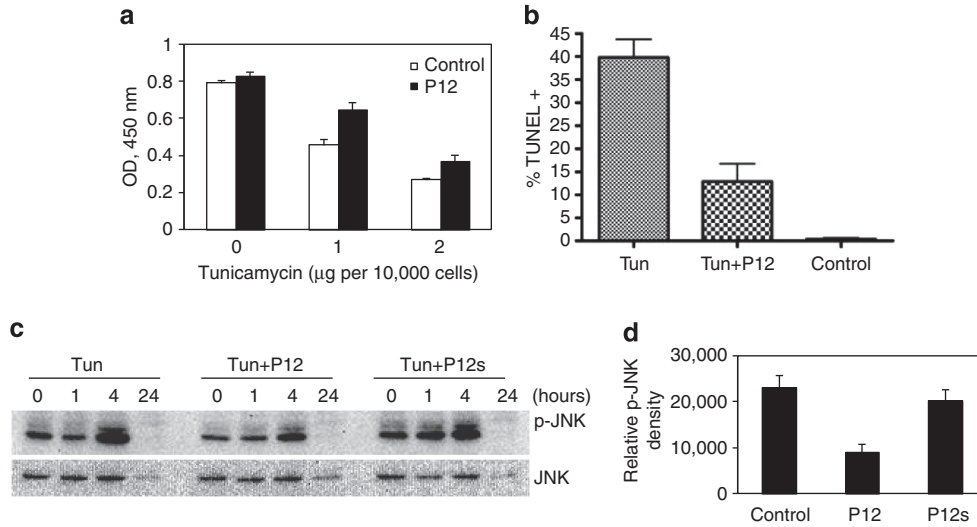 a
1
0.8
0.6
0.4
0.2
0
OD, 450 nm
Control
P12
0 1 2
Tunicamycin (µg per 10,000 cells)
b
45
40
35
30
25
20
15
10
5
0
% TUNEL +
Tun Tun+P12 Control
c
Tun Tun+P12 Tun+P12s
0 1 4 24 0 1 4 24 0 1 4 24 (hours)
p-JNK
JNK
d
30,000
20,000
10,000
0
Relative p-JNK
density
Control P12 P12s